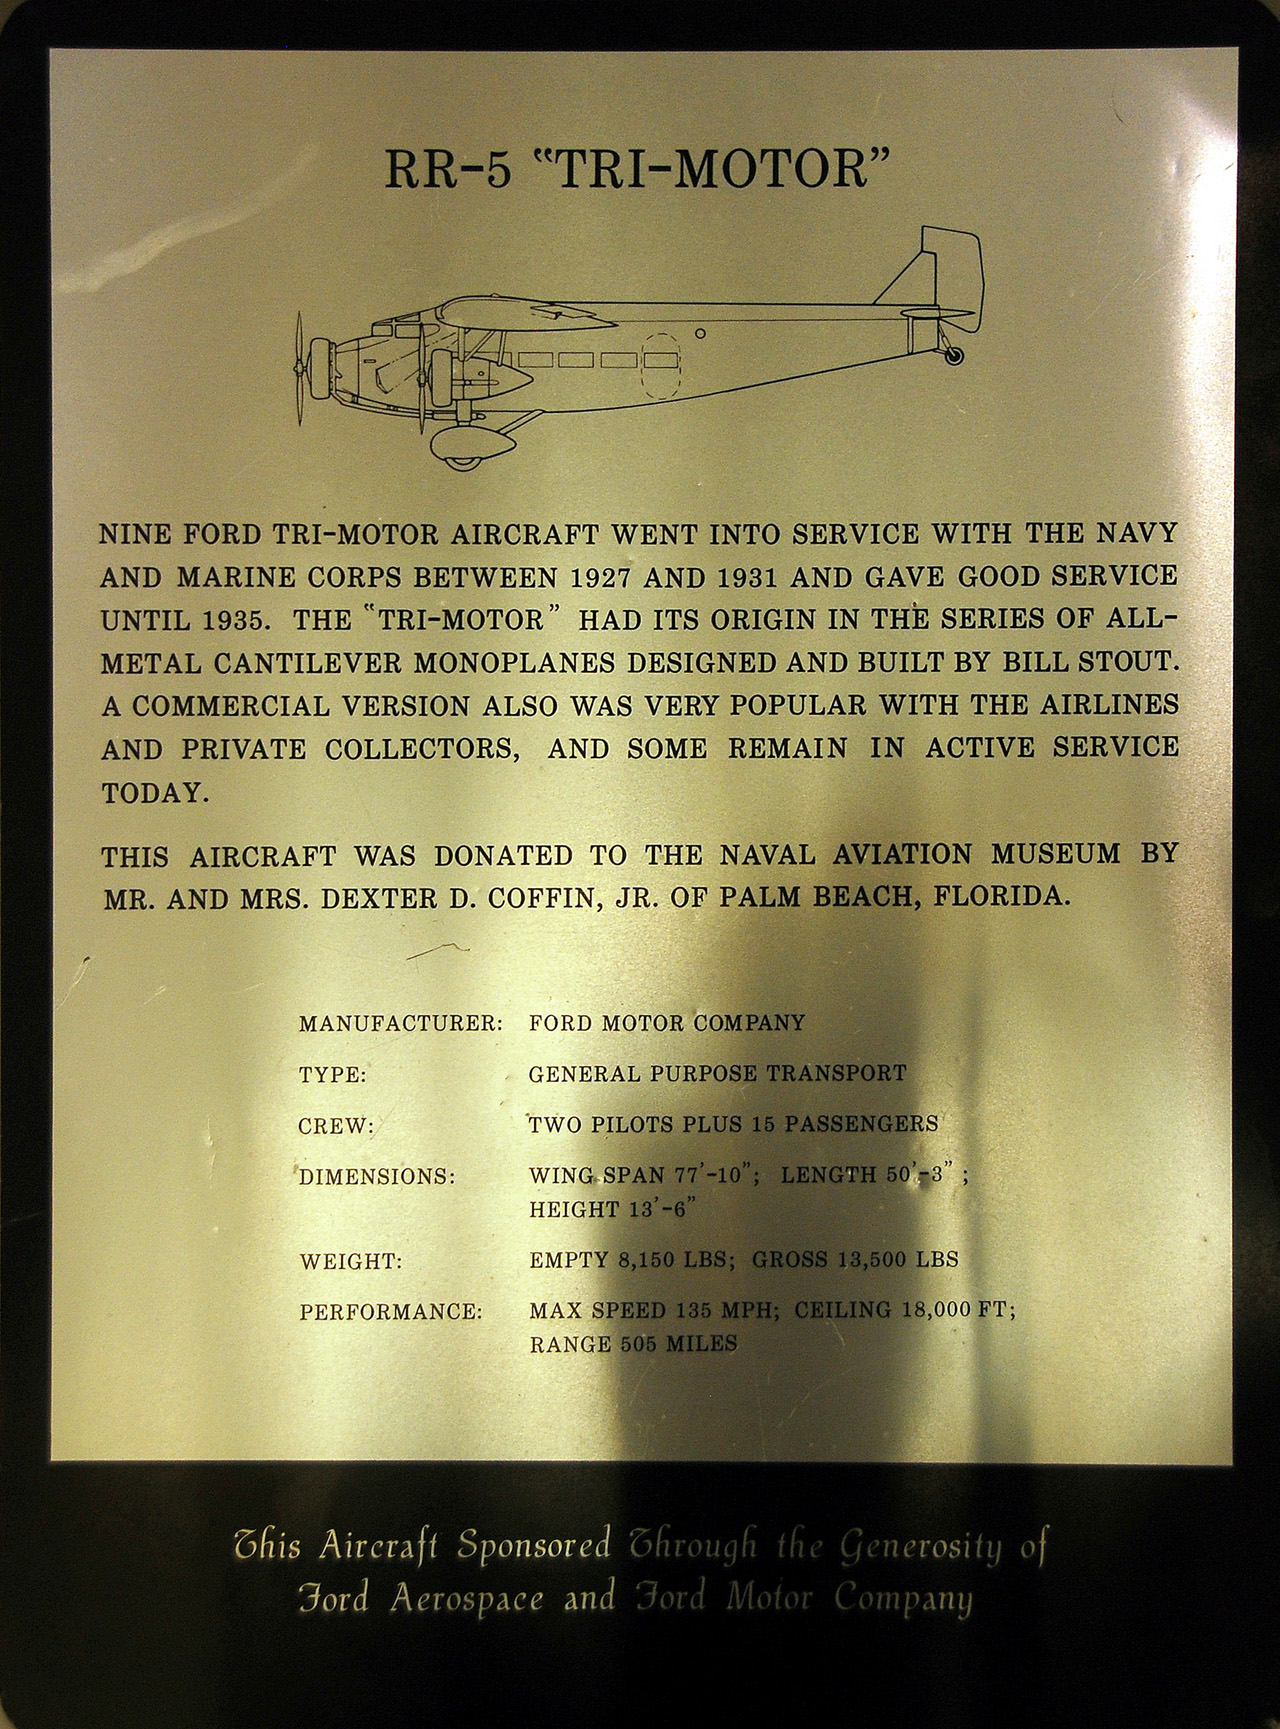 RR-5 "TRI-MOTOR"
NINE FORD TRI-MOTOR AIRCRAFT WENT INTO SERVICE WITH THE NAVY
AND MARINE CORPS BETWEEN 1927 AND 1931 AND GAVE GOOD SERVICE
UNTIL 1935. THE "TRI-MOTOR" HAD ITS ORIGIN IN THE SERIES OF ALL-
METAL CANTILEVER MONOPLANES DESIGNED AND BUILT BY BILL STOUT.
A COMMERCIAL VERSION ALSO WAS VERY POPULAR WITH THE AIRLINES
AND PRIVATE COLLECTORS, AND SOME REMAIN IN ACTIVE SERVICE
TODAY.
THIS AIRCRAFT WAS DONATED TO THE NAVAL AVIATION MUSEUM BY
MR. AND MRS. DEXTER D. COFFIN, JR. OF PALM BEACH, FLORIDA.
MANUFACTURER: FORD MOTOR COMPANY
TYPE: GENERAL PURPOSE TRANSPORT
CREW: TWO PILOTS PLUS 15 PASSENGERS
DIMENSIONS: WING SPAN 77'-10"; LENGTH 50'-3" ;
HEIGHT 13'-6"
WEIGHT: EMPTY 8,150 LBS; GROSS 13,500 LBS
PERFORMANCE: MAX SPEED 135 MPH; CEILING 18,000 FT;
RANGE 505 MILES
This Aircraft Sponsored Through the Generosity of
Ford Aerospace and Ford Motor Company